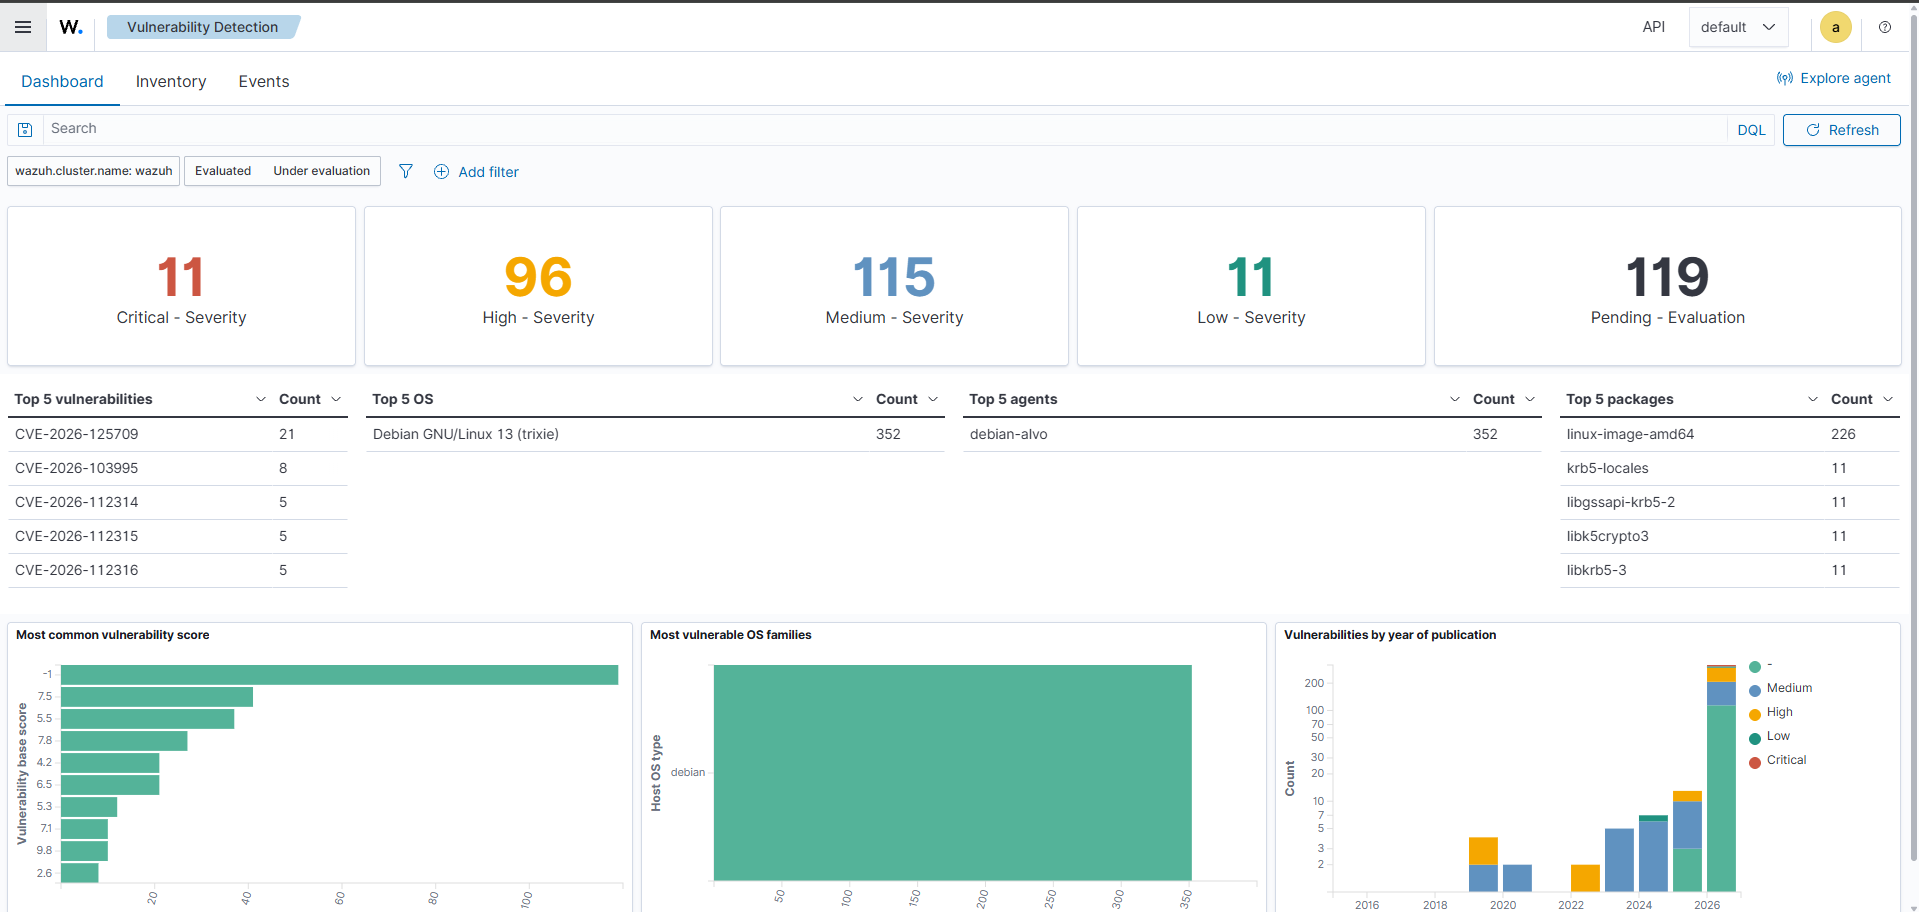 W. Vulnerability Detection API default a
Dashboard Inventory Events Explore agent
Search DQL Refresh
wazuh.cluster.name: wazuh Evaluated Under evaluation Add filter
11
Critical - Severity
96
High - Severity
115
Medium - Severity
11
Low - Severity
119
Pending - Evaluation
Top 5 vulnerabilities Count
CVE-2026-125709 21
CVE-2026-103995 8
CVE-2026-112314 5
CVE-2026-112315 5
CVE-2026-112316 5
Top 5 OS Count
Debian GNU/Linux 13 (trixie) 352
Top 5 agents Count
debian-alvo 352
Top 5 packages Count
linux-image-amd64 226
krb5-locales 11
libgssapi-krb5-2 11
libk5crypto3 11
libkrb5-3 11
Most common vulnerability score
Vulnerability base score
-1
7.5
5.5
7.8
4.2
6.5
5.3
7.1
9.8
2.6
20 40 60 80 100
Most vulnerable OS families
Host OS type
debian
50 100 150 200 250 300 350
Vulnerabilities by year of publication
Count
200
100
70
50
30
20
10
7
5
3
2
2016 2018 2020 2022 2024 2026
-
Medium
High
Low
Critical